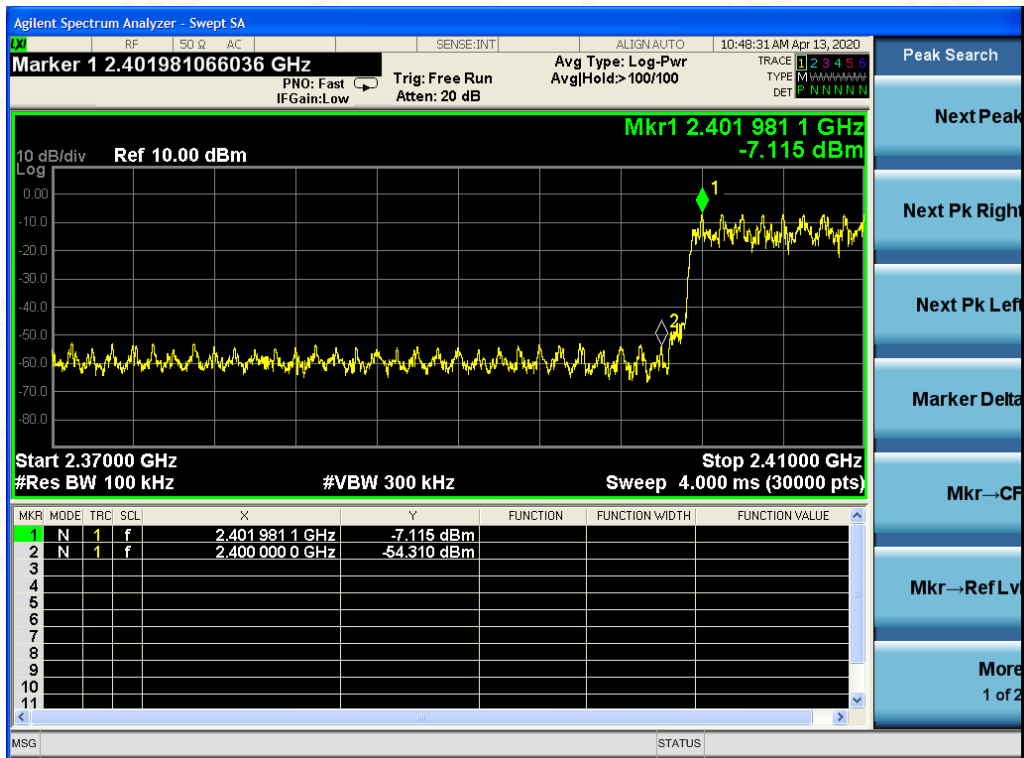 Agilent Spectrum Analyzer - Swept SA
LXI RF 50 Ω AC SENSE:INT ALIGNAUTO 10:48:31 AM Apr 13, 2020
Marker 1 2.401981066036 GHz
PNO: Fast
IFGain:Low
Trig: Free Run
Atten: 20 dB
Avg Type: Log-Pwr
Avg|Hold:>100/100
TRACE 1 2 3 4 5 6
TYPE M W W W W W
DET P N N N N N
Peak Search
Next Peak
Next Pk Right
Next Pk Left
Marker Delta
Mkr→CF
Mkr→Ref Lvl
More
1 of 2
Mkr1 2.401 981 1 GHz
-7.115 dBm
10 dB/div Ref 10.00 dBm
Log
0.00
-10.0
-20.0
-30.0
-40.0
-50.0
-60.0
-70.0
-80.0
1
2
Start 2.37000 GHz Stop 2.41000 GHz
#Res BW 100 kHz #VBW 300 kHz Sweep 4.000 ms (30000 pts)
MKR MODE TRC SCL X Y FUNCTION FUNCTION WIDTH FUNCTION VALUE
1 N 1 f 2.401 981 1 GHz -7.115 dBm
2 N 1 f 2.400 000 0 GHz -54.310 dBm
3
4
5
6
7
8
9
10
11
MSG STATUS